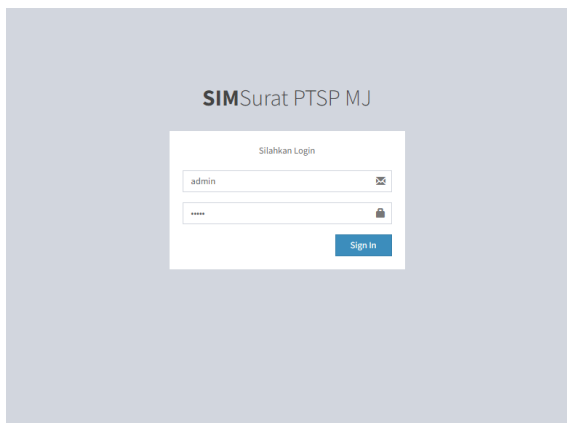 SIMSurat PTSP MJ
Silahkan Login
admin
•••••
Sign In